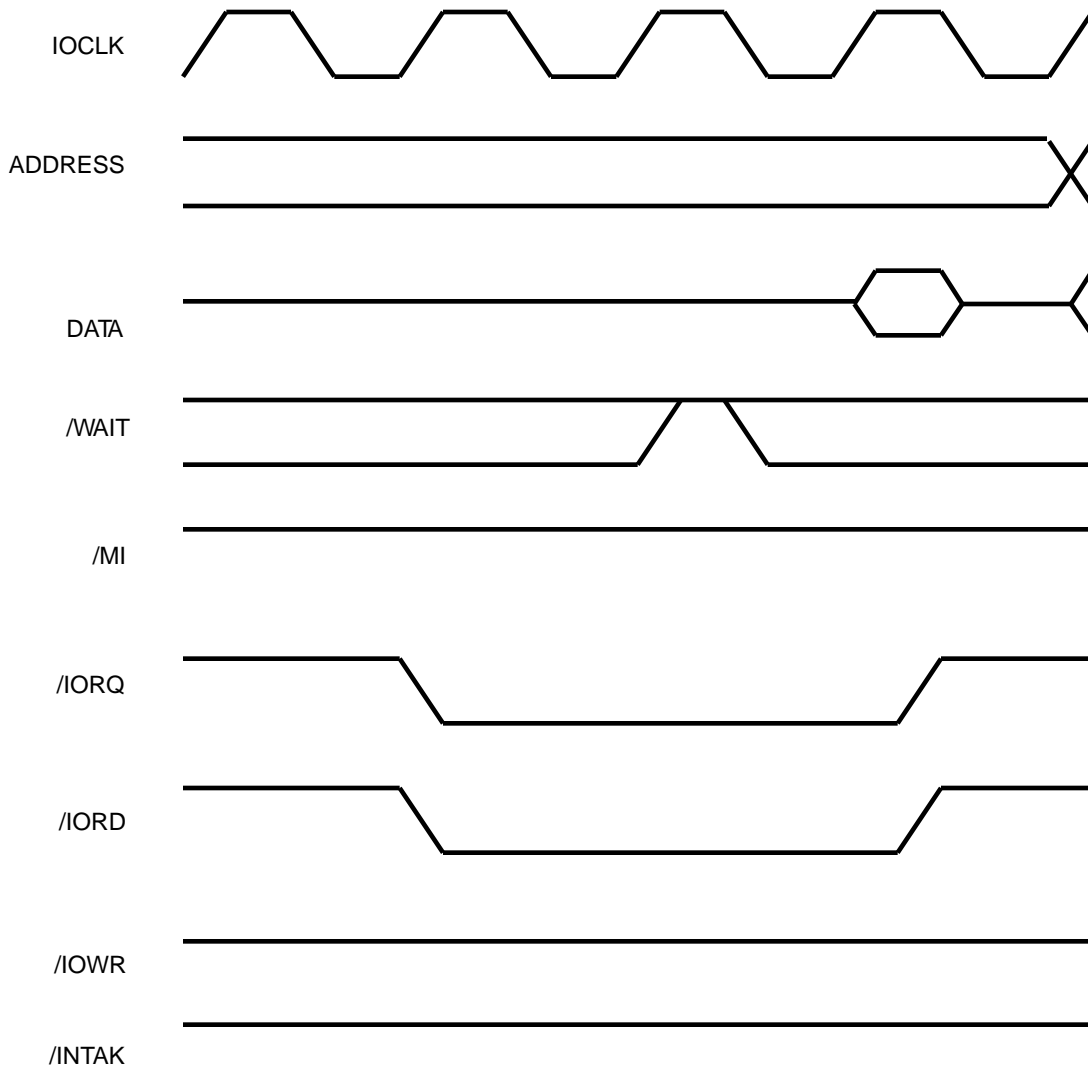 IOCLK
ADDRESS
DATA
/WAIT
/MI
/IORQ
/IORD
/IOWR
/INTAK